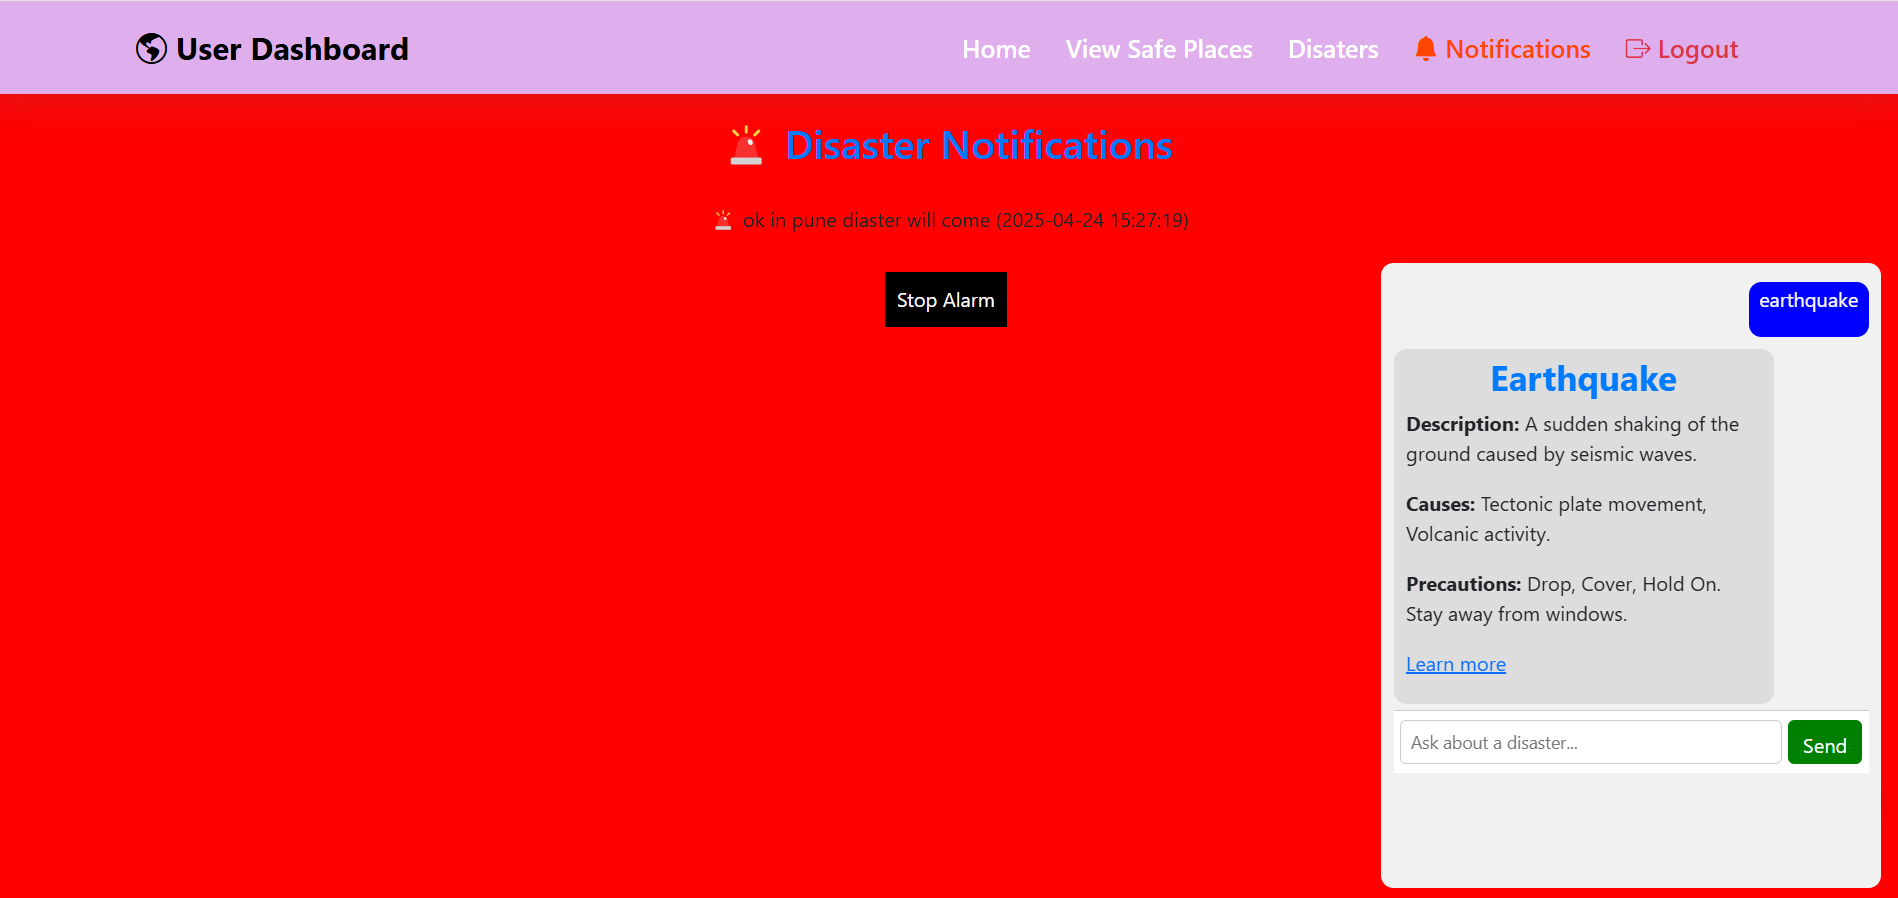 User Dashboard
Home
View Safe Places
Disaters
Notifications
Logout
Disaster Notifications
ok in pune diaster will come (2025-04-24 15:27:19)
Stop Alarm
earthquake
Earthquake
Description: A sudden shaking of the
ground caused by seismic waves.
Causes: Tectonic plate movement,
Volcanic activity.
Precautions: Drop, Cover, Hold On.
Stay away from windows.
Learn more
Ask about a disaster...
Send